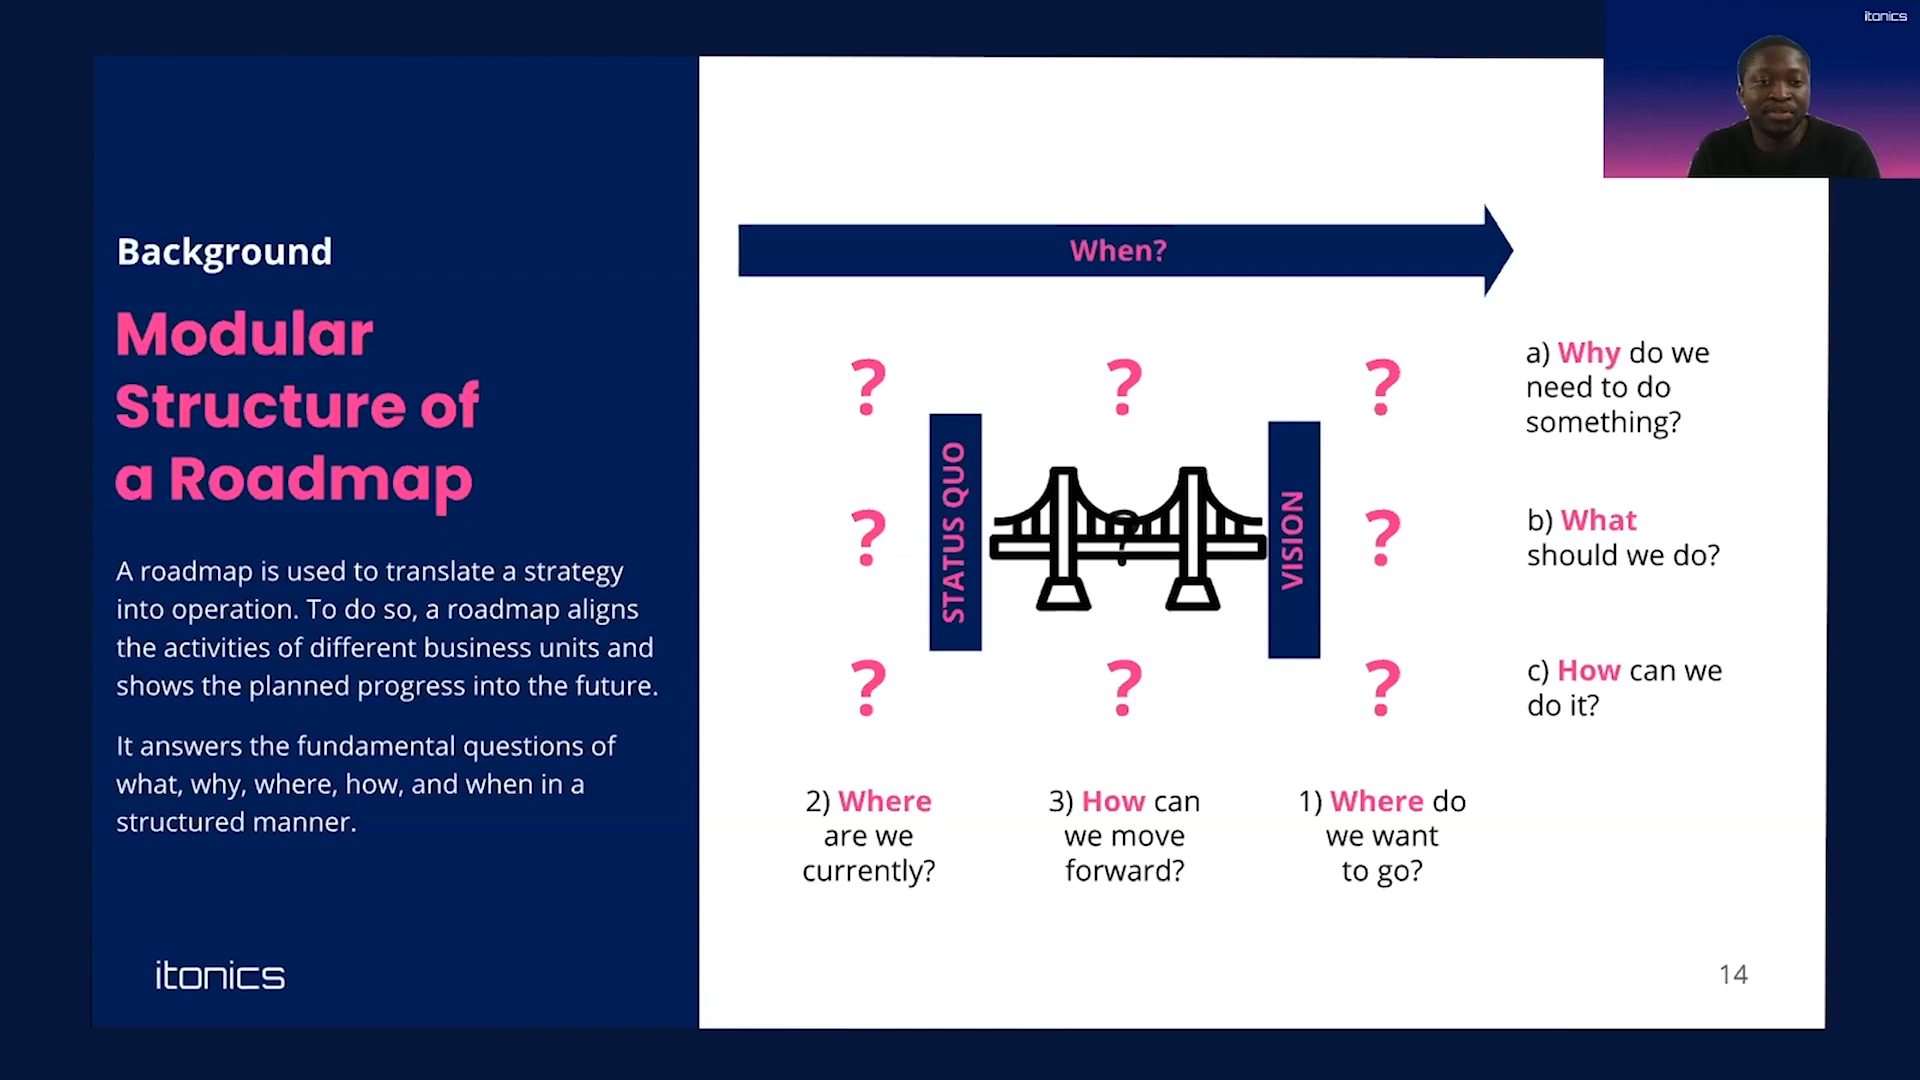 itonics
Background
Modular
Structure of
a Roadmap
A roadmap is used to translate a strategy
into operation. To do so, a roadmap aligns
the activities of different business units and
shows the planned progress into the future.
It answers the fundamental questions of
what, why, where, how, and when in a
structured manner.
itonics
When?
? ? ?
a) Why do we
need to do
something?
STATUS QUO
VISION
? ? ?
b) What
should we do?
? ? ?
c) How can we
do it?
2) Where
are we
currently?
3) How can
we move
forward?
1) Where do
we want
to go?
14